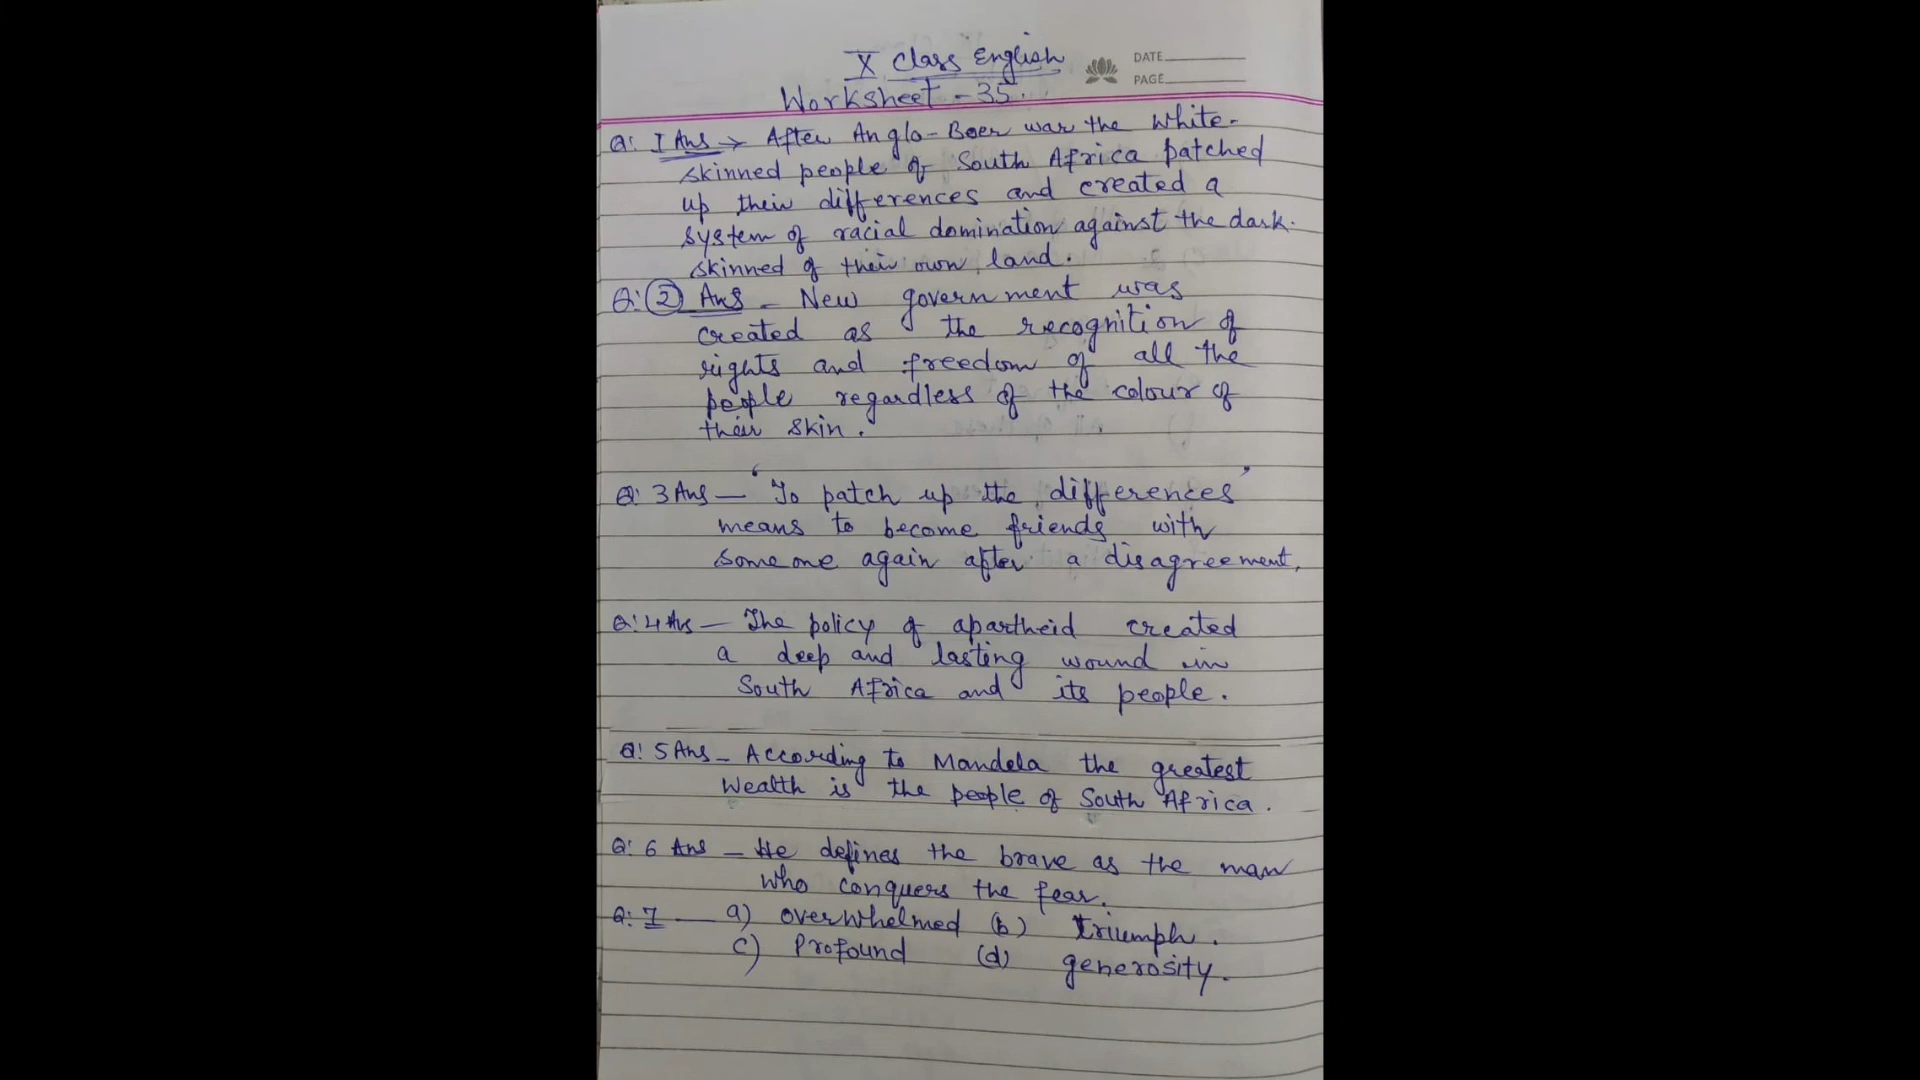 X Class English
DATE
PAGE
Worksheet - 35.
Q: 1 Ans → After Anglo-Boer war the white-
skinned people of South Africa patched
up their differences and created a
system of racial domination against the dark-
skinned of their own land.
Q: 2 Ans - New government was
created as the recognition of
rights and freedom of all the
people regardless of the colour of
their skin.
Q: 3 Ans — 'To patch up the differences'
means to become friends with
someone again after a disagreement.
Q: 4 Ans — The policy of apartheid created
a deep and lasting wound in
South Africa and its people.
Q: 5 Ans - According to Mandela the greatest
wealth is the people of South Africa.
Q: 6 Ans - He defines the brave as the man
who conquers the fear.
Q: 7 — a) overwhelmed (b) triumph.
c) Profound (d) generosity.